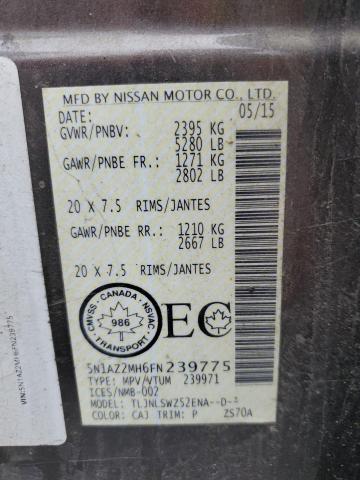 MFD BY NISSAN MOTOR CO., LTD.
DATE: 05/15
GVWR/PNBV: 2395 KG
5280 LB
GAWR/PNBE FR.: 1271 KG
2802 LB
20 X 7.5 RIMS/JANTES
GAWR/PNBE RR.: 1210 KG
2667 LB
20 X 7.5 RIMS/JANTES
CMVSS - CANADA - NSVAC
986
TRANSPORT
EC
5N1AZ2MH6FN239775
TYPE: MPV/VTUM 239971
ICES/NMB-002
MODEL: TLJNLSWZ52ENA--D-
COLOR: CAJ TRIM: P ZS70A
VIN:5N1AZ2MH6FN239775